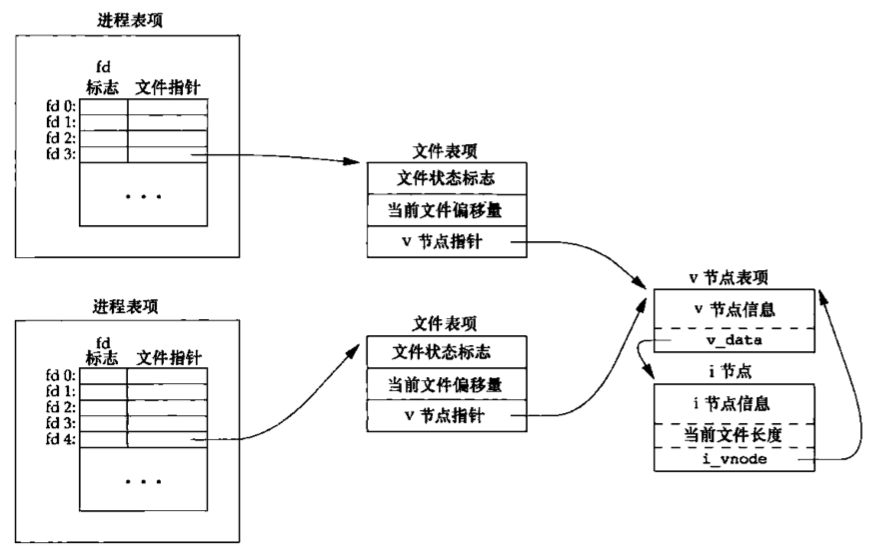 进程表项
fd
标志 文件指针
fd 0:
fd 1:
fd 2:
fd 3:
. . .
文件表项
文件状态标志
当前文件偏移量
v 节点指针
v 节点表项
v 节点信息
v_data
i 节点
i 节点信息
当前文件长度
i_vnode
进程表项
fd
标志 文件指针
fd 0:
fd 1:
fd 2:
fd 3:
fd 4:
. . .
文件表项
文件状态标志
当前文件偏移量
v 节点指针